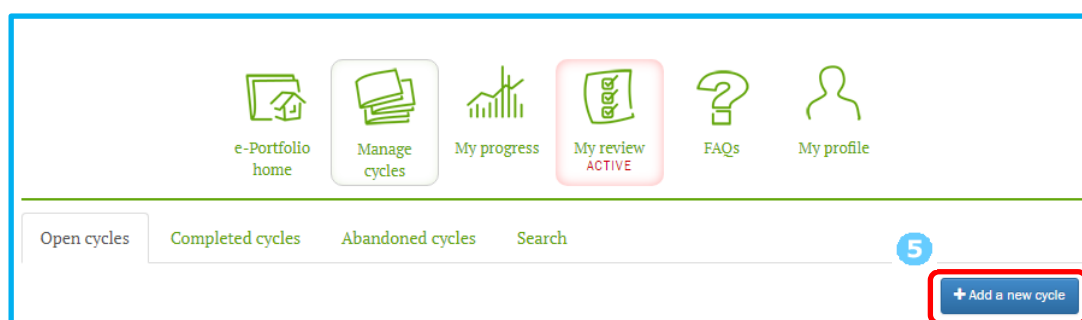 e-Portfolio
home
Manage
cycles
My progress
My review
ACTIVE
FAQs
My profile
Open cycles
Completed cycles
Abandoned cycles
Search
5
+ Add a new cycle